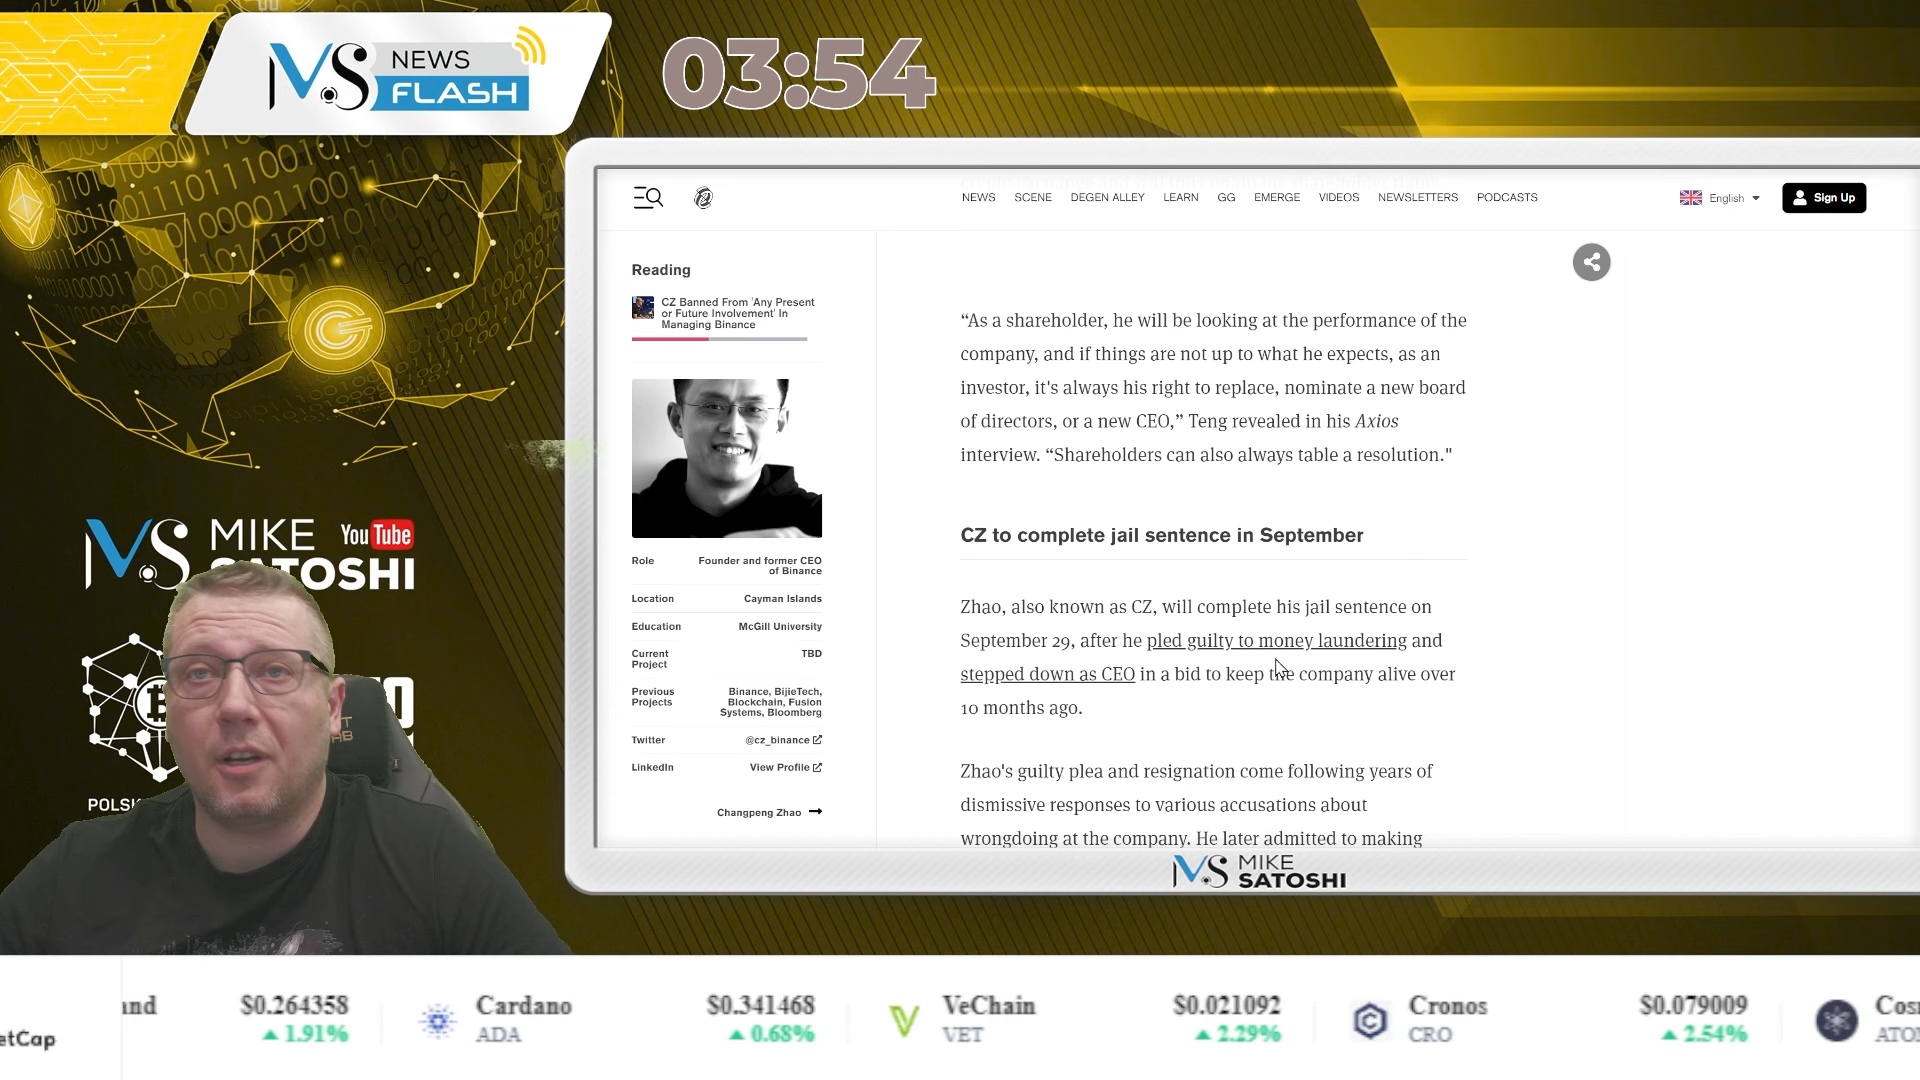 NEWS
FLASH
03:54
NEWS SCENE DEGEN ALLEY LEARN GG EMERGE VIDEOS NEWSLETTERS PODCASTS
English
Sign Up
Reading
CZ Banned From 'Any Present
or Future Involvement' In
Managing Binance
Role Founder and former CEO
of Binance
Location Cayman Islands
Education McGill University
Current
Project TBD
Previous
Projects Binance, BijieTech,
Blockchain, Fusion
Systems, Bloomberg
Twitter @cz_binance
LinkedIn View Profile
Changpeng Zhao
“As a shareholder, he will be looking at the performance of the
company, and if things are not up to what he expects, as an
investor, it's always his right to replace, nominate a new board
of directors, or a new CEO,” Teng revealed in his Axios
interview. “Shareholders can also always table a resolution."
CZ to complete jail sentence in September
Zhao, also known as CZ, will complete his jail sentence on
September 29, after he pled guilty to money laundering and
stepped down as CEO in a bid to keep the company alive over
10 months ago.
Zhao's guilty plea and resignation come following years of
dismissive responses to various accusations about
wrongdoing at the company. He later admitted to making
MS MIKE
SATOSHI
MS MIKE
SATOSHI
YouTube
POLSK
etCap
and $0.264358
1.91%
Cardano $0.341468
ADA 0.68%
VeChain $0.021092
VET 2.29%
Cronos $0.079009
CRO 2.54%
Cos
ATO